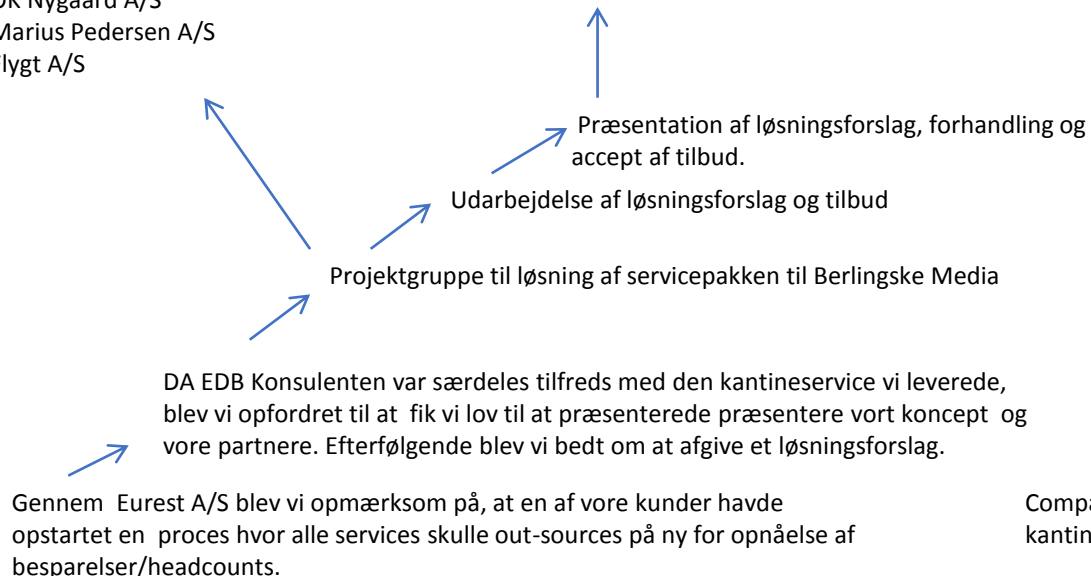 DK Nygaard A/S
Marius Pedersen A/S
Flygt A/S
Præsentation af løsningsforslag, forhandling og
accept af tilbud.
Udarbejdelse af løsningsforslag og tilbud
Projektgruppe til løsning af servicepakken til Berlingske Media
DA EDB Konsulenten var særdeles tilfreds med den kantineservice vi leverede,
blev vi opfordret til at fik vi lov til at præsenterede præsentere vort koncept og
vore partnere. Efterfølgende blev vi bedt om at afgive et løsningsforslag.
Gennem Eurest A/S blev vi opmærksom på, at en af vore kunder havde
opstartet en proces hvor alle services skulle out-sources på ny for opnåelse af
besparelser/headcounts.